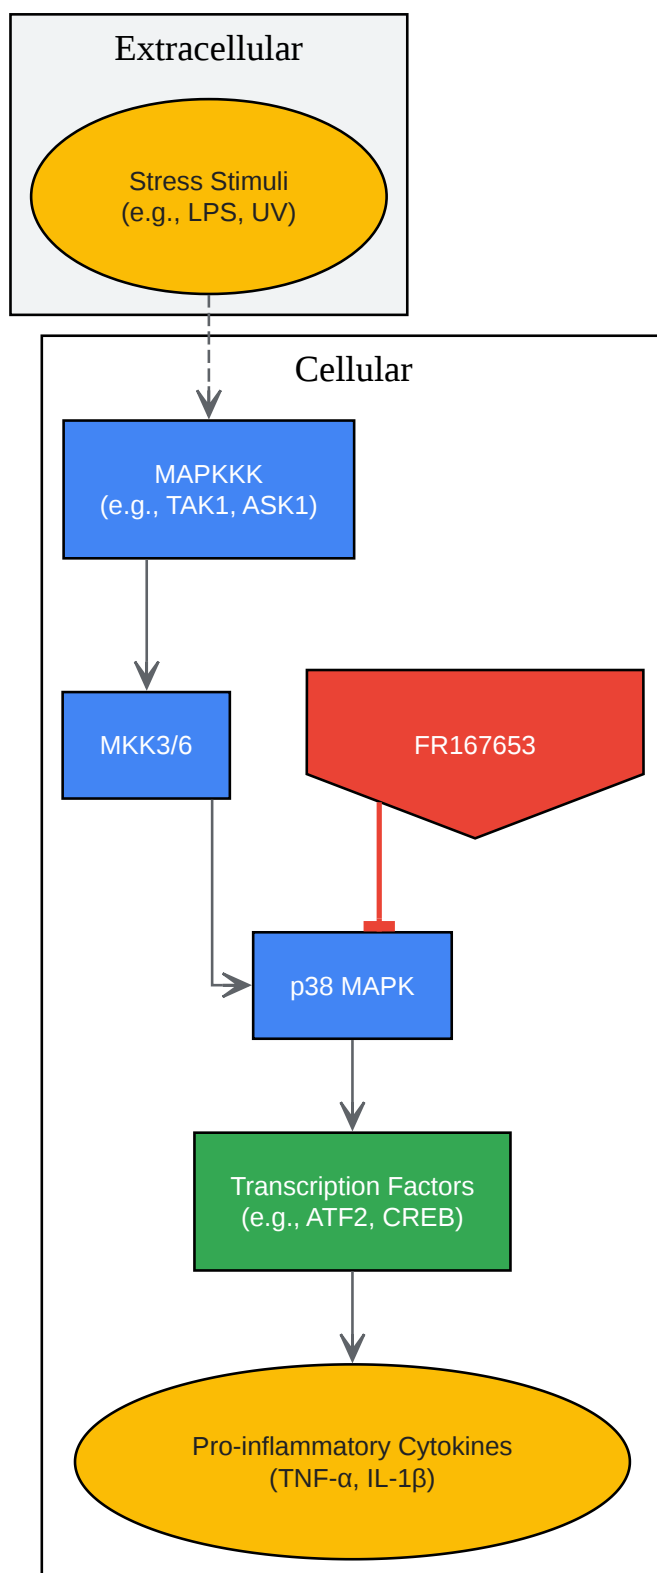 Extracellular
Stress Stimuli
(e.g., LPS, UV)
Cellular
MAPKKK
(e.g., TAK1, ASK1)
MKK3/6
FR167653
p38 MAPK
Transcription Factors
(e.g., ATF2, CREB)
Pro-inflammatory Cytokines
(TNF-α, IL-1β)